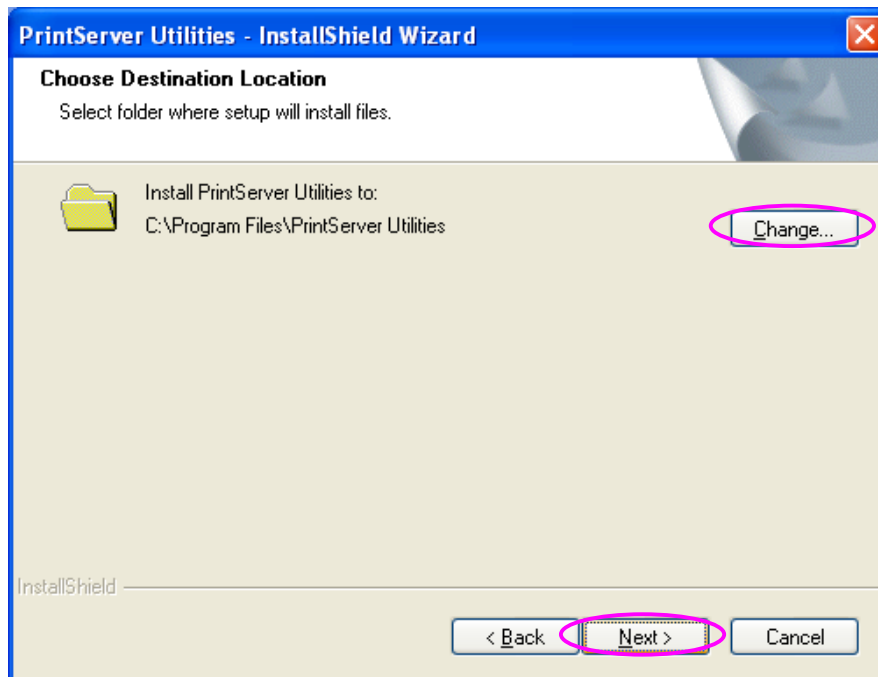 PrintServer Utilities - InstallShield Wizard
Choose Destination Location
Select folder where setup will install files.
Install PrintServer Utilities to:
C:\Program Files\PrintServer Utilities
Change...
InstallShield
< Back Next > Cancel